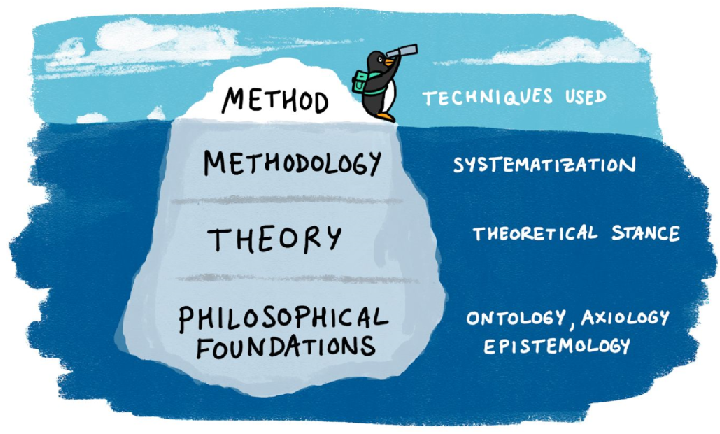 METHOD
TECHNIQUES USED
METHODOLOGY
SYSTEMATIZATION
THEORY
THEORETICAL STANCE
PHILOSOPHICAL
FOUNDATIONS
ONTOLOGY, AXIOLOGY
EPISTEMOLOGY